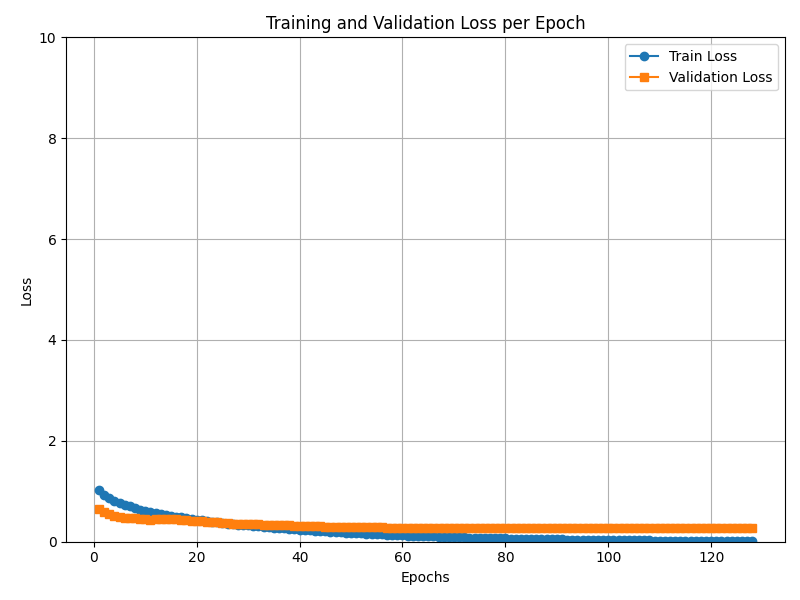 Training and Validation Loss per Epoch
Train Loss
Validation Loss
10
8
6
4
2
0
Loss
0 20 40 60 80 100 120
Epochs